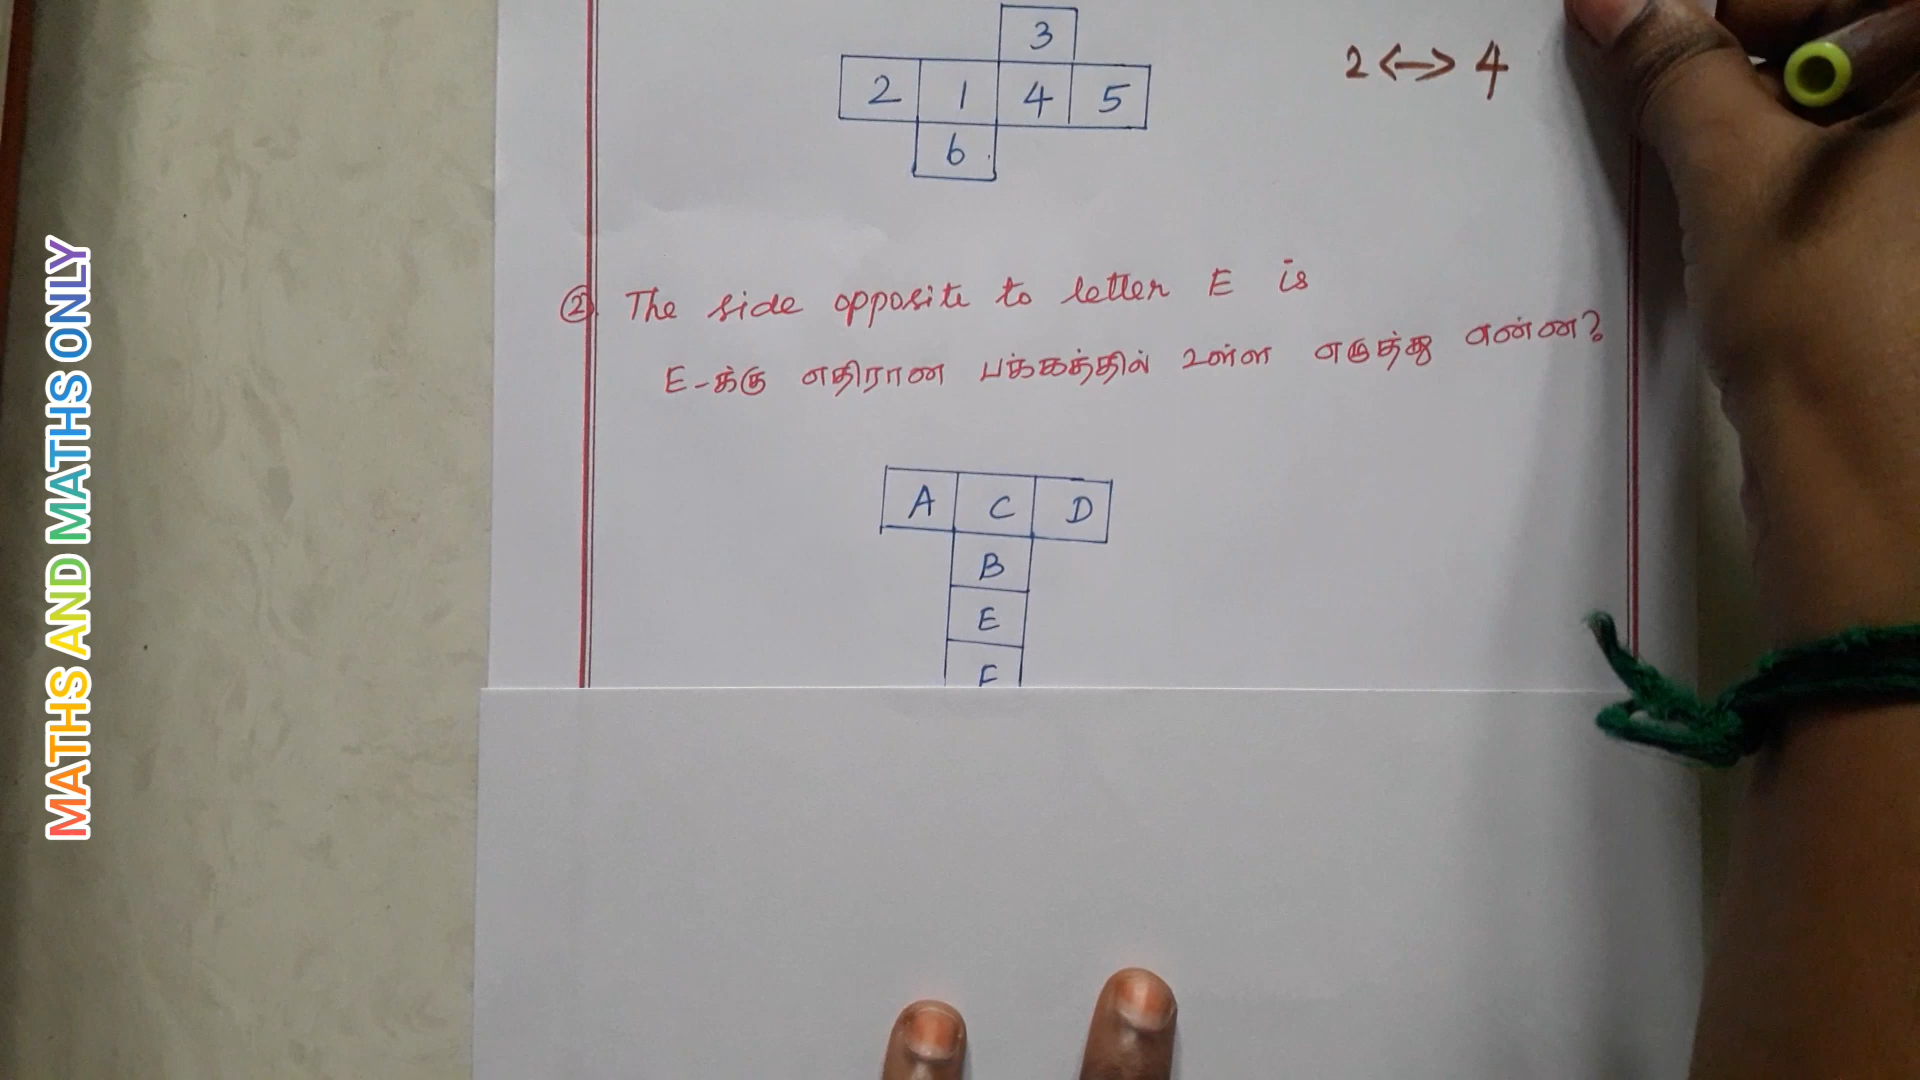 MATHS AND MATHS ONLY
3
2 1 4 5
6
2 <-> 4
② The side opposite to letter E is
E-க்கு எதிரான பக்கத்தில் உள்ள எழுத்து என்ன?
A C D
B
E
F